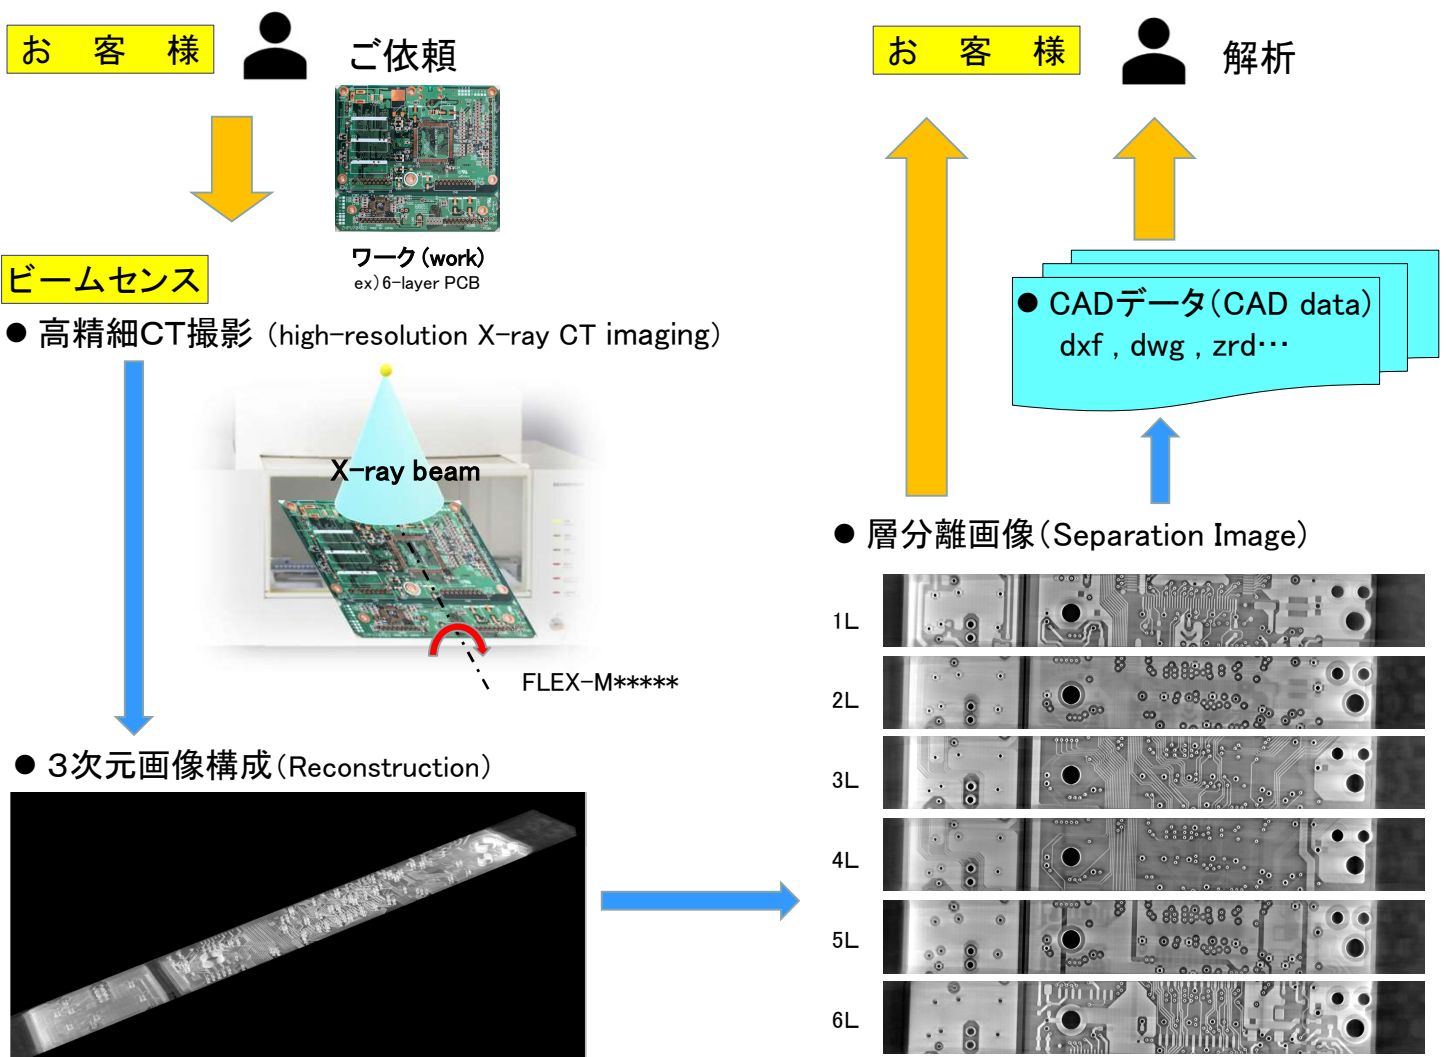 お 客 様
ご依頼
ワーク(work)
ex)6-layer PCB
ビームセンス
● 高精細CT撮影 (high-resolution X-ray CT imaging)
X-ray beam
FLEX-M*****
● 3次元画像構成(Reconstruction)
お 客 様
解析
● CADデータ(CAD data)
dxf , dwg , zrd…
● 層分離画像(Separation Image)
1L
2L
3L
4L
5L
6L